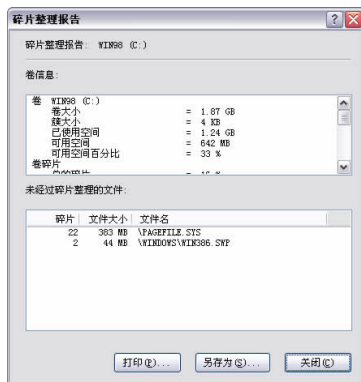 碎片整理报告
碎片整理报告: WIN98 (C:)
卷信息:
卷 WIN98 (C:)
卷大小 = 1.87 GB
簇大小 = 4 KB
已使用空间 = 1.24 GB
可用空间 = 642 MB
可用空间百分比 = 33 %
卷碎片
未经过碎片整理的文件:
碎片 文件大小 文件名
22 383 MB \PAGEFILE.SYS
2 44 MB \WINDOWS\WIN386.SWP
打印(P)... 另存为(S)... 关闭(C)